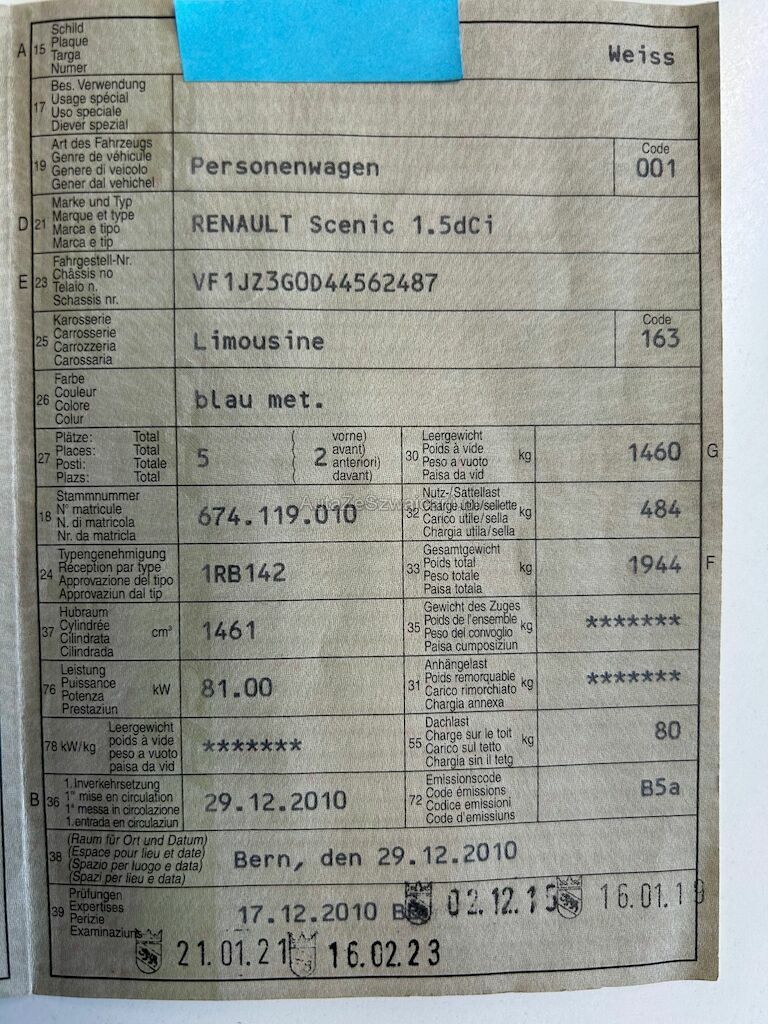 A 15 Schild
Plaque
Targa
Numer
Weiss
17 Bes. Verwendung
Usage spécial
Uso speciale
Diever spezial
19 Art des Fahrzeugs
Genre de véhicule
Genere di veicolo
Gener dal vehichel
Personenwagen
Code
001
D 21 Marke und Typ
Marque et type
Marca e tipo
Marca e tip
RENAULT Scenic 1.5dCi
E 23 Fahrgestell-Nr.
Châssis no
Telaio n.
Schassis nr.
VF1JZ3G0D44562487
25 Karosserie
Carrosserie
Carrozzeria
Carossaria
Limousine
Code
163
26 Farbe
Couleur
Colore
Colur
blau met.
27 Plätze: Total
Places: Total
Posti: Totale
Plazs: Total
5
( vorne)
( 2 avant)
( anteriori)
( davant)
30 Leergewicht
Poids à vide
Peso a vuoto
Paisa da vid
kg
1460 G
18 Stammnummer
N° matricule
N. di matricola
Nr. da matricla
674.119.010
32 Nutz-/Sattellast
Charge utile/sellette
Carico utile/sella
Chargia utila/sella
kg
484
24 Typengenehmigung
Réception par type
Approvazione del tipo
Approvaziun dal tip
1RB142
33 Gesamtgewicht
Poids total
Peso totale
Paisa totala
kg
1944 F
37 Hubraum
Cylindrée
Cilindrata
Cilindrada
cm³
1461
35 Gewicht des Zuges
Poids de l'ensemble
Peso del convoglio
Paisa cumposiziun
kg
*******
76 Leistung
Puissance
Potenza
Prestaziun
kW
81.00
31 Anhängelast
Poids remorquable
Carico rimorchiato
Chargia annexa
kg
*******
78 kW/kg
Leergewicht
poids à vide
peso a vuoto
paisa da vid
*******
55 Dachlast
Charge sur le toit
Carico sul tetto
Chargia sin il tetg
kg
80
B 36 1. Inverkehrsetzung
1re mise en circulation
1a messa in circolazione
1. entrada en circulaziun
29.12.2010
72 Emissionscode
Code émissions
Codice emissioni
Code d'emissiuns
B5a
38 (Raum für Ort und Datum)
(Espace pour lieu et date)
(Spazio per luogo e data)
(Spazi per lieu e data)
Bern, den 29.12.2010
39 Prüfungen
Expertises
Perizie
Examinaziuns
17.12.2010
02.12.15
16.01.19
21.01.21
16.02.23